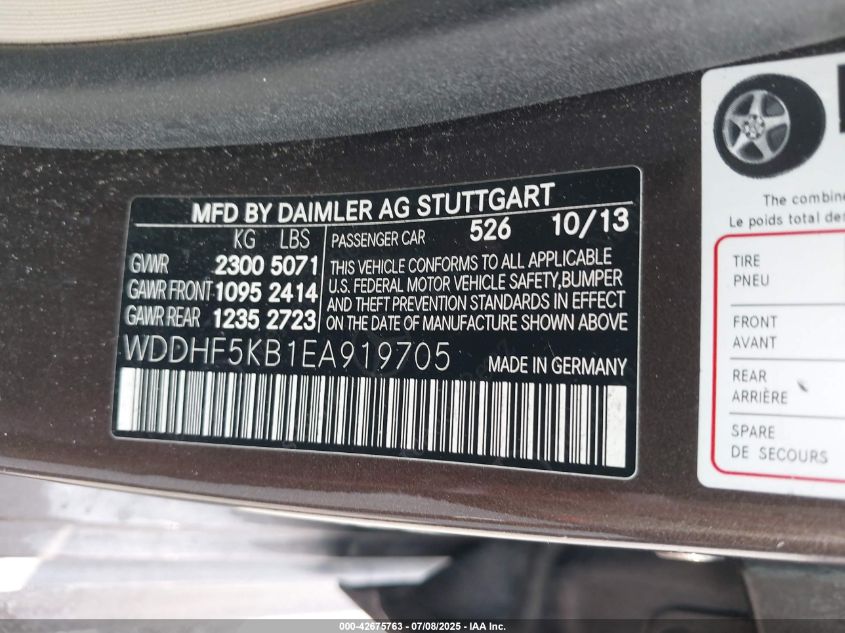 MFD BY DAIMLER AG STUTTGART
KG LBS
GVWR 2300 5071
GAWR FRONT 1095 2414
GAWR REAR 1235 2723
PASSENGER CAR 526 10/13
THIS VEHICLE CONFORMS TO ALL APPLICABLE
U.S. FEDERAL MOTOR VEHICLE SAFETY, BUMPER
AND THEFT PREVENTION STANDARDS IN EFFECT
ON THE DATE OF MANUFACTURE SHOWN ABOVE
WDDHF5KB1EA919705 MADE IN GERMANY
The combine
Le poids total de
TIRE
PNEU
FRONT
AVANT
REAR
ARRIÈRE
SPARE
DE SECOURS
000-42675763 - 07/08/2025 - IAA Inc.